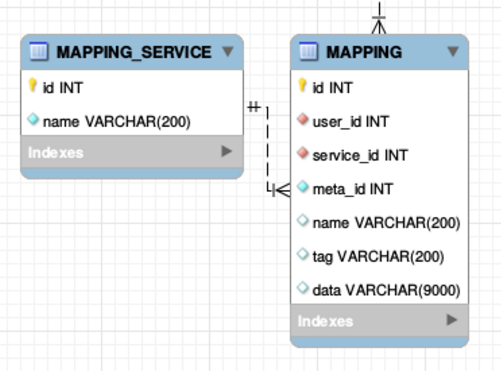 MAPPING_SERVICE
id INT
name VARCHAR(200)
Indexes
MAPPING
id INT
user_id INT
service_id INT
meta_id INT
name VARCHAR(200)
tag VARCHAR(200)
data VARCHAR(9000)
Indexes